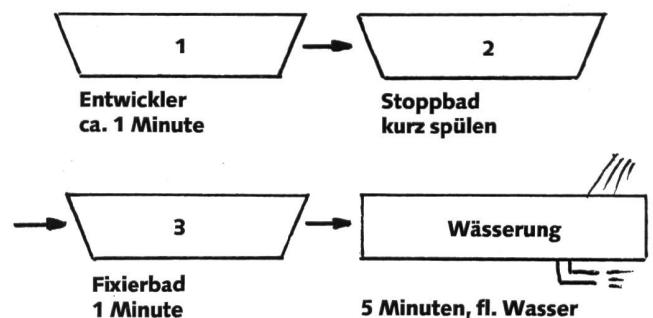 1
2
Entwickler
ca. 1 Minute
Stoppbad
kurz spülen
3
Wässerung
Fixierbad
1 Minute
5 Minuten, fl. Wasser